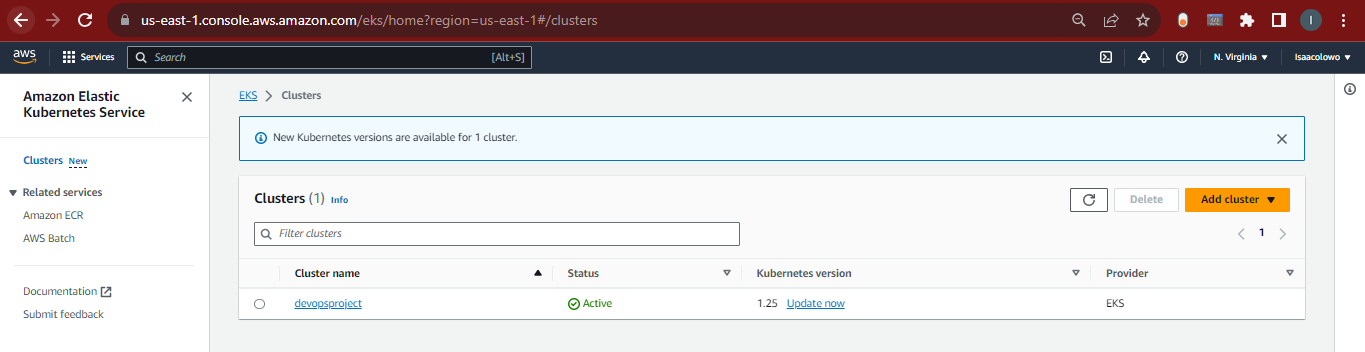 us-east-1.console.aws.amazon.com/eks/home?region=us-east-1#/clusters
I
aws Services Search [Alt+S] N. Virginia Isaacolowo
Amazon Elastic
Kubernetes Service
Clusters New
Related services
Amazon ECR
AWS Batch
Documentation
Submit feedback
EKS > Clusters
New Kubernetes versions are available for 1 cluster.
Clusters (1) Info Delete Add cluster
Filter clusters 1
Cluster name Status Kubernetes version Provider
devopsproject Active 1.25 Update now EKS